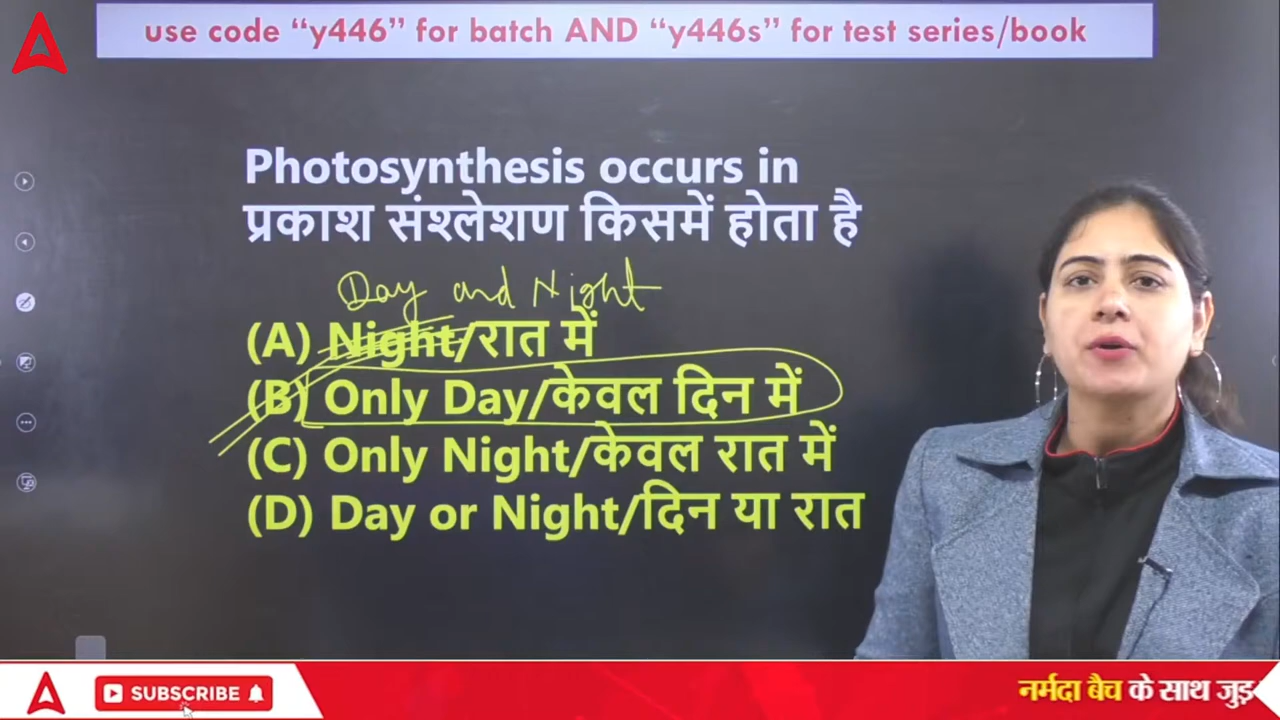 use code “y446” for batch AND “y446s” for test series/book
Photosynthesis occurs in
प्रकाश संश्लेशण किसमें होता है
Day and Night
(A) Night/रात में
(B) Only Day/केवल दिन में
(C) Only Night/केवल रात में
(D) Day or Night/दिन या रात
SUBSCRIBE
नर्मदा बैच के साथ जुड़